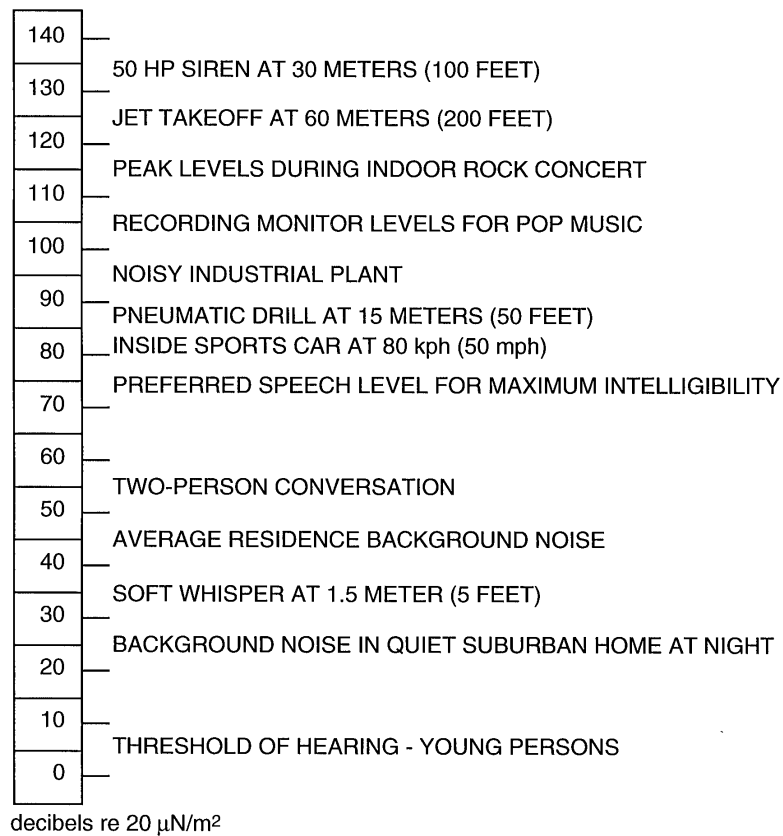 140
50 HP SIREN AT 30 METERS (100 FEET)
130
JET TAKEOFF AT 60 METERS (200 FEET)
120
PEAK LEVELS DURING INDOOR ROCK CONCERT
110
RECORDING MONITOR LEVELS FOR POP MUSIC
100
NOISY INDUSTRIAL PLANT
90
PNEUMATIC DRILL AT 15 METERS (50 FEET)
80 INSIDE SPORTS CAR AT 80 kph (50 mph)
PREFERRED SPEECH LEVEL FOR MAXIMUM INTELLIGIBILITY
70
60
TWO-PERSON CONVERSATION
50
AVERAGE RESIDENCE BACKGROUND NOISE
40
SOFT WHISPER AT 1.5 METER (5 FEET)
30
BACKGROUND NOISE IN QUIET SUBURBAN HOME AT NIGHT
20
10
THRESHOLD OF HEARING - YOUNG PERSONS
0
decibels re 20 μN/m²